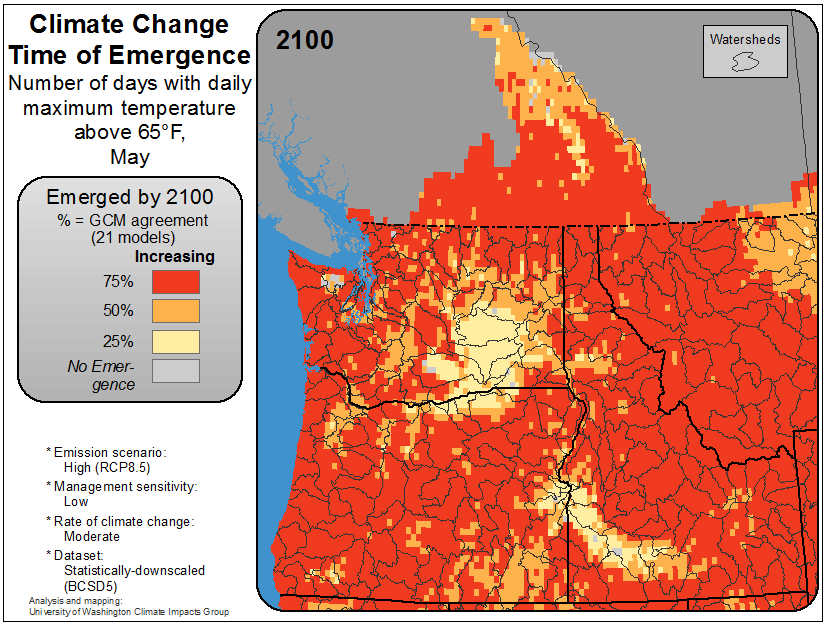 Climate Change
Time of Emergence
Number of days with daily
maximum temperature
above 65°F,
May
Emerged by 2100
% = GCM agreement
(21 models)
Increasing
75%
50%
25%
No Emer-
gence
* Emission scenario:
High (RCP8.5)
* Management sensitivity:
Low
* Rate of climate change:
Moderate
* Dataset:
Statistically-downscaled
(BCSD5)
Analysis and mapping:
University of Washington Climate Impacts Group
2100
Watersheds